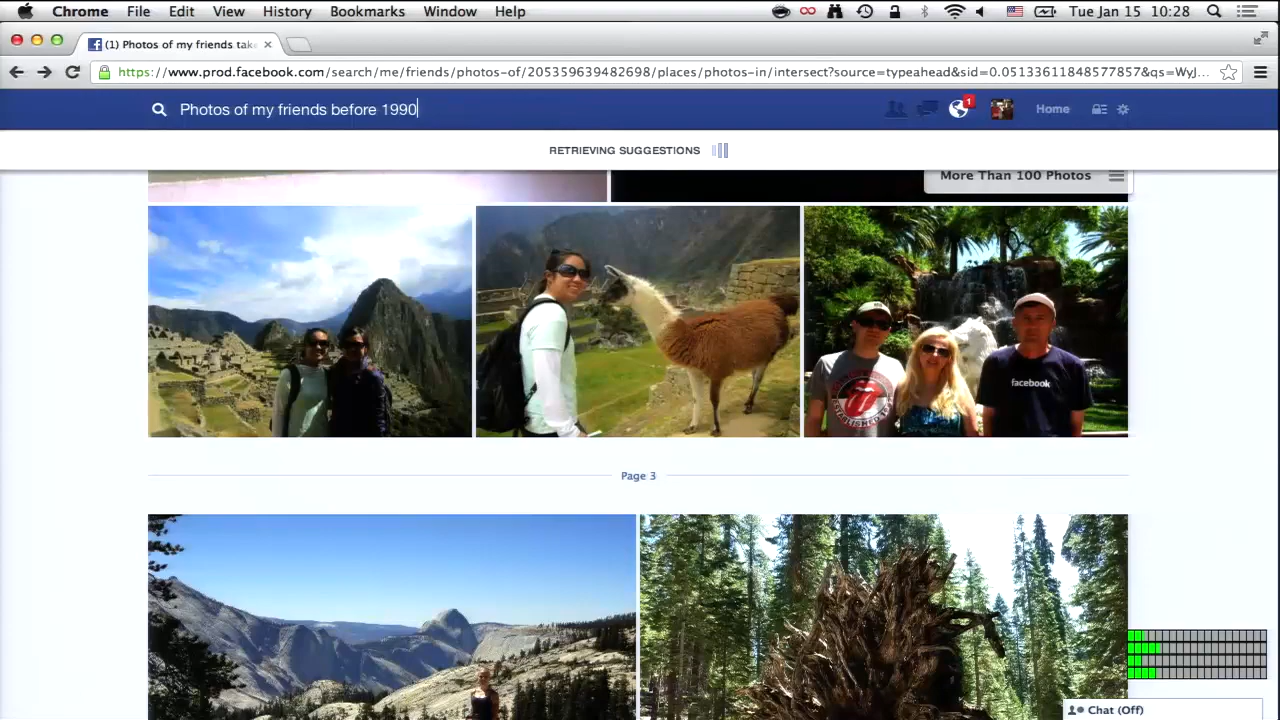 Chrome File Edit View History Bookmarks Window Help Tue Jan 15 10:28
(1) Photos of my friends tak
https://www.prod.facebook.com/search/me/friends/photos-of/205359639482698/places/photos-in/intersect?source=typeahead&sid=0.05133611848577857&qs=WyJ...
Photos of my friends before 1990
1
Home
RETRIEVING SUGGESTIONS
More Than 100 Photos
facebook
Page 3
Chat (Off)